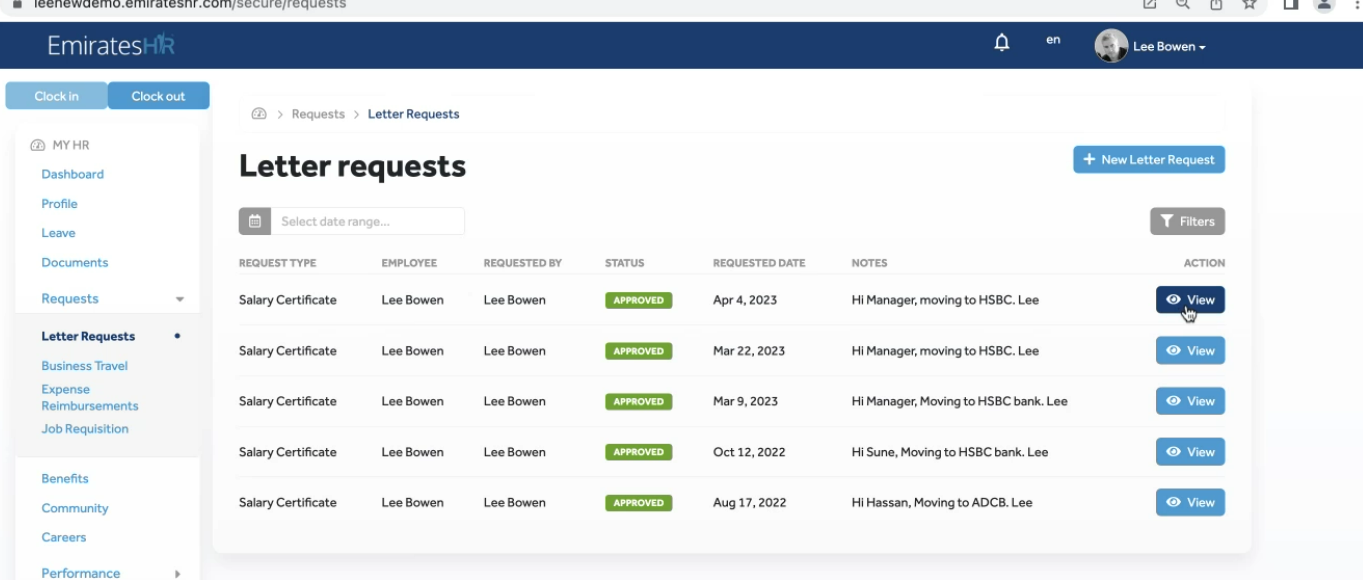 leenewdemo.emirateshr.com/secure/requests
EmiratesHR
en
Lee Bowen
Clock in
Clock out
MY HR
Dashboard
Profile
Leave
Documents
Requests
Letter Requests
Business Travel
Expense
Reimbursements
Job Requisition
Benefits
Community
Careers
Performance
Requests > Letter Requests
Letter requests
+ New Letter Request
Select date range...
Filters
REQUEST TYPE EMPLOYEE REQUESTED BY STATUS REQUESTED DATE NOTES ACTION
Salary Certificate Lee Bowen Lee Bowen APPROVED Apr 4, 2023 Hi Manager, moving to HSBC. Lee View
Salary Certificate Lee Bowen Lee Bowen APPROVED Mar 22, 2023 Hi Manager, moving to HSBC. Lee View
Salary Certificate Lee Bowen Lee Bowen APPROVED Mar 9, 2023 Hi Manager, Moving to HSBC bank. Lee View
Salary Certificate Lee Bowen Lee Bowen APPROVED Oct 12, 2022 Hi Sune, Moving to HSBC bank. Lee View
Salary Certificate Lee Bowen Lee Bowen APPROVED Aug 17, 2022 Hi Hassan, Moving to ADCB. Lee View